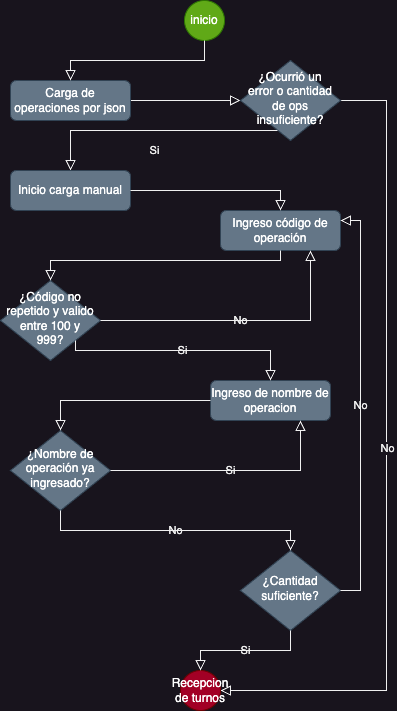 inicio
Carga de
operaciones por json
¿Ocurrió un
error o cantidad
de ops
insuficiente?
Si
Inicio carga manual
Ingreso código de
operación
¿Código no
repetido y valido
entre 100 y
999?
No
Si
Ingreso de nombre de
operacion
No
No
¿Nombre de
operación ya
ingresado?
Si
No
¿Cantidad
suficiente?
Si
Recepcion
de turnos